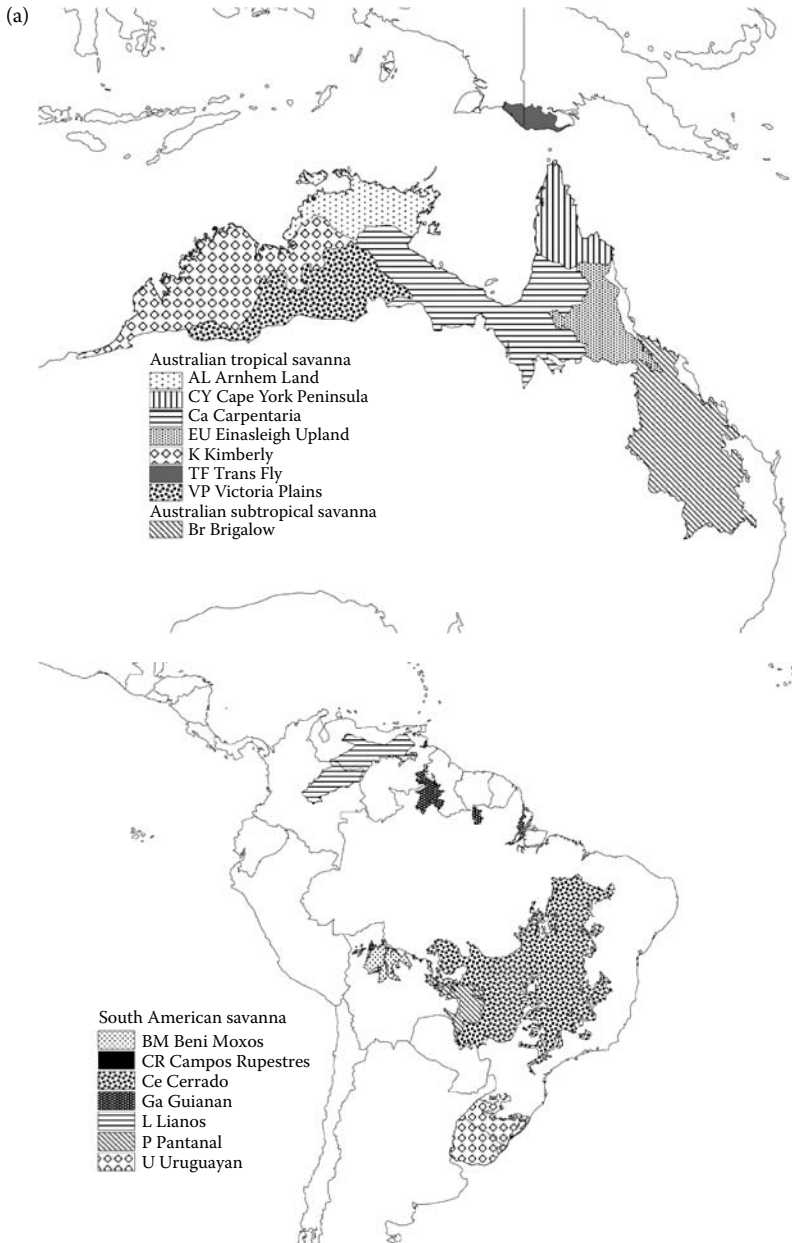 (a)
Australian tropical savanna
AL Arnhem Land
CY Cape York Peninsula
Ca Carpentaria
EU Einasleigh Upland
K Kimberly
TF Trans Fly
VP Victoria Plains
Australian subtropical savanna
Br Brigalow
South American savanna
BM Beni Moxos
CR Campos Rupestres
Ce Cerrado
Ga Guianan
L Lianos
P Pantanal
U Uruguayan